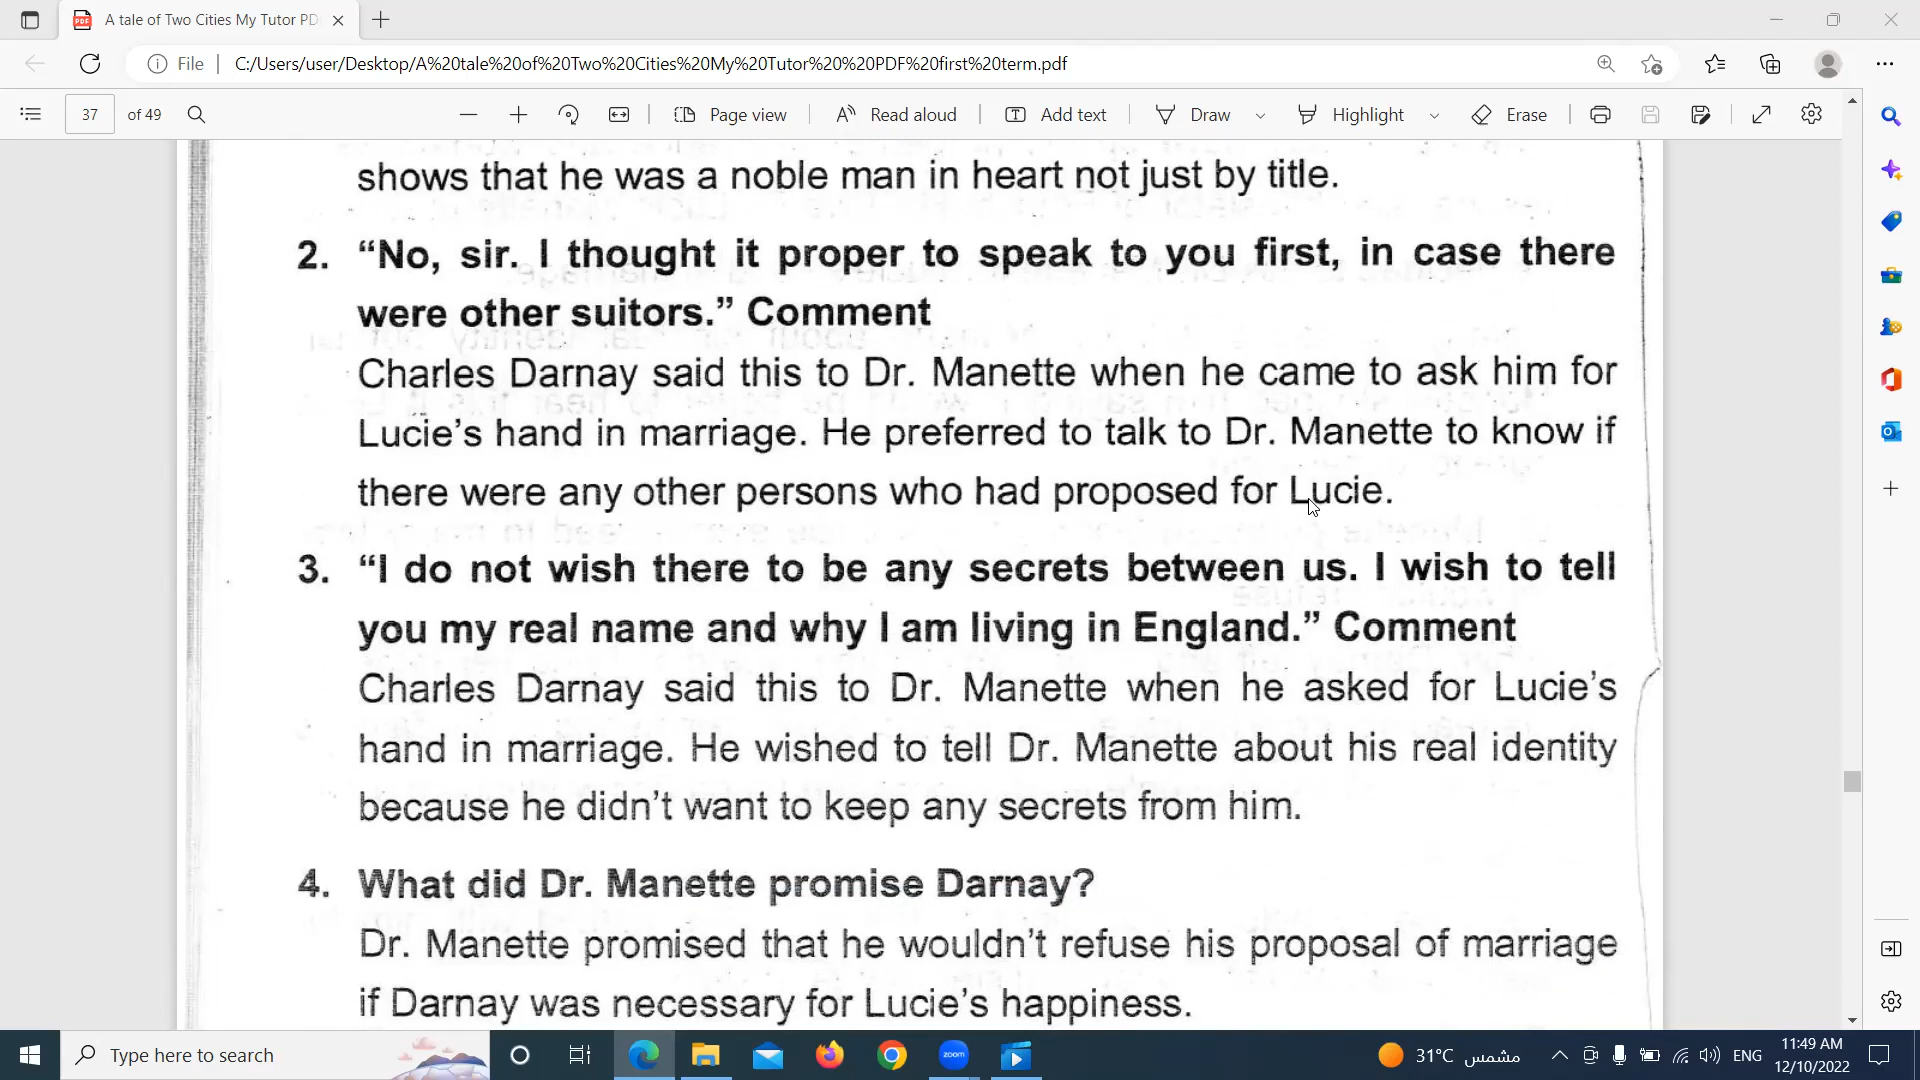 A tale of Two Cities My Tutor PD
File
C:/Users/user/Desktop/A%20tale%20of%20Two%20Cities%20My%20Tutor%20%20PDF%20first%20term.pdf
37 of 49
Page view
Read aloud
Add text
Draw
Highlight
Erase
shows that he was a noble man in heart not just by title.
2. “No, sir. I thought it proper to speak to you first, in case there
were other suitors.” Comment
Charles Darnay said this to Dr. Manette when he came to ask him for
Lucie’s hand in marriage. He preferred to talk to Dr. Manette to know if
there were any other persons who had proposed for Lucie.
3. “I do not wish there to be any secrets between us. I wish to tell
you my real name and why I am living in England.” Comment
Charles Darnay said this to Dr. Manette when he asked for Lucie’s
hand in marriage. He wished to tell Dr. Manette about his real identity
because he didn’t want to keep any secrets from him.
4. What did Dr. Manette promise Darnay?
Dr. Manette promised that he wouldn’t refuse his proposal of marriage
if Darnay was necessary for Lucie’s happiness.
Type here to search
zoom
31°C مشمس
ENG
11:49 AM
12/10/2022